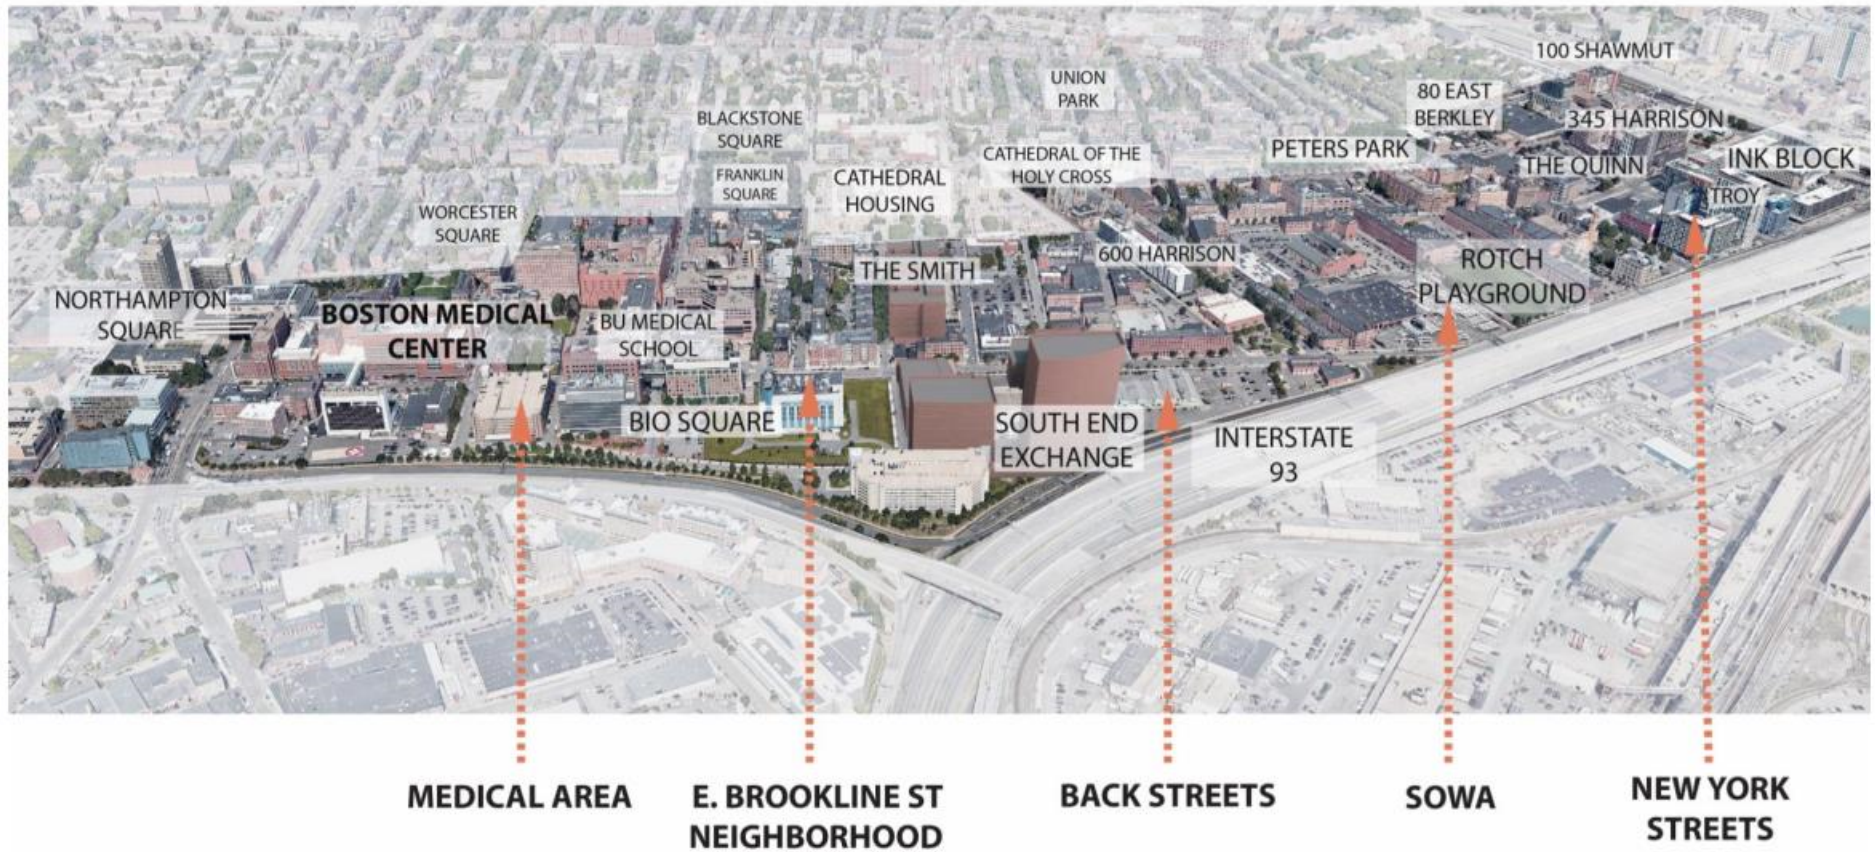 100 SHAWMUT
UNION
PARK
80 EAST
BERKLEY
BLACKSTONE
SQUARE
345 HARRISON
PETERS PARK
CATHEDRAL OF THE
HOLY CROSS
INK BLOCK
THE QUINN
FRANKLIN
SQUARE
CATHEDRAL
HOUSING
TROY
WORCESTER
SQUARE
600 HARRISON
THE SMITH
ROTCH
PLAYGROUND
NORTHAMPTON
SQUARE
BOSTON MEDICAL
CENTER
BU MEDICAL
SCHOOL
BIO SQUARE
SOUTH END
EXCHANGE
INTERSTATE
93
MEDICAL AREA
E. BROOKLINE ST
NEIGHBORHOOD
BACK STREETS
SOWA
NEW YORK
STREETS